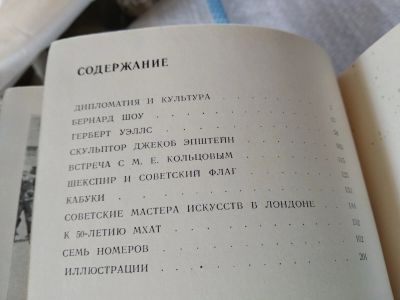 СОДЕРЖАНИЕ
ДИПЛОМАТИЯ И КУЛЬТУРА
БЕРНАРД ШОУ
ГЕРБЕРТ УЭЛЛС
СКУЛЬПТОР ДЖЕКОБ ЭПШТЕЙН
ВСТРЕЧА С М. Е. КОЛЬЦОВЫМ
ШЕКСПИР И СОВЕТСКИЙ ФЛАГ
КАБУКИ
СОВЕТСКИЕ МАСТЕРА ИСКУССТВ В ЛОНДОНЕ
К 50-ЛЕТИЮ МХАТ
СЕМЬ НОМЕРОВ
ИЛЛЮСТРАЦИИ 201